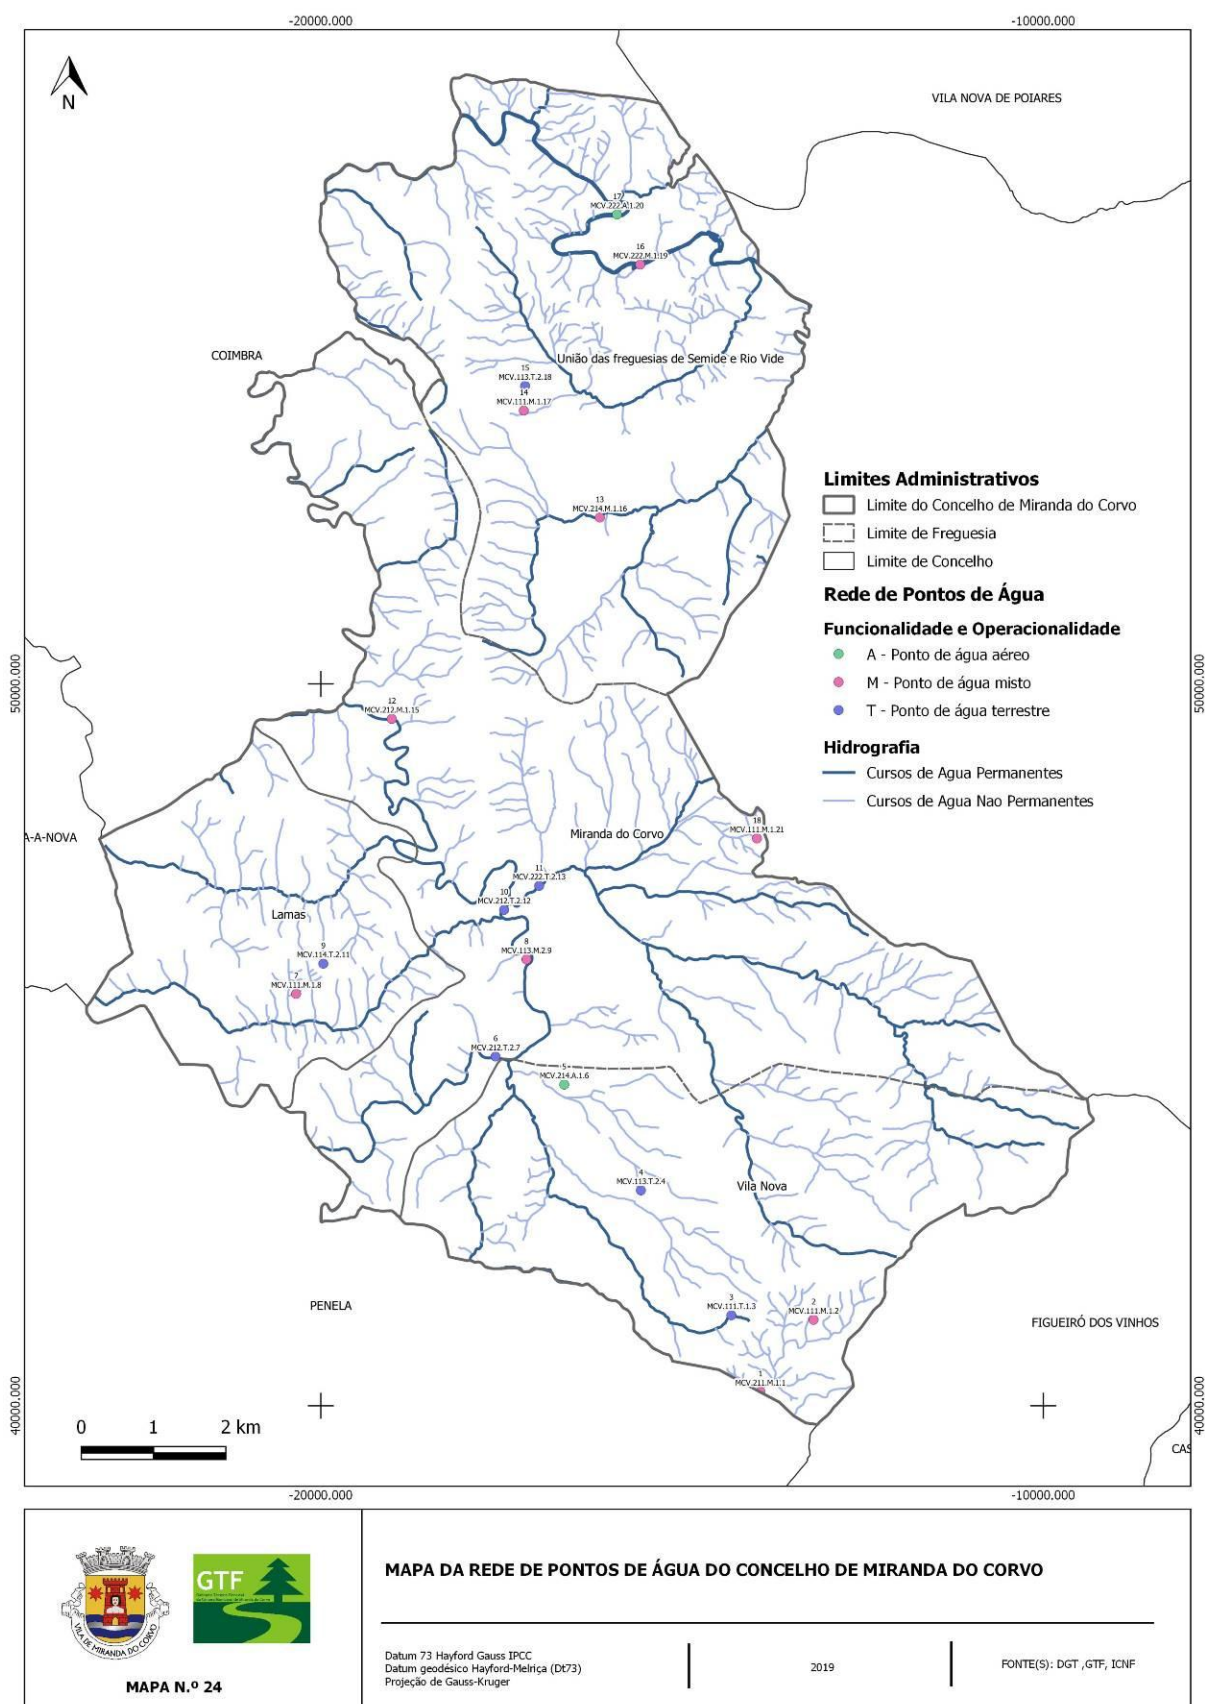 -20000.000
-10000.000
N
VILA NOVA DE POIARES
17
MCV.222.A.1.20
16
MCV.222.M.1.19
COIMBRA
União das freguesias de Semide e Rio Vide
15
MCV.113.T.2.18
14
MCV.111.M.1.17
13
MCV.214.M.1.16
Limites Administrativos
Limite do Concelho de Miranda do Corvo
Limite de Freguesia
Limite de Concelho
Rede de Pontos de Água
Funcionalidade e Operacionalidade
A - Ponto de água aéreo
M - Ponto de água misto
T - Ponto de água terrestre
Hidrografia
Cursos de Agua Permanentes
Cursos de Agua Nao Permanentes
50000.000
50000.000
12
MCV.212.M.1.15
A-A-NOVA
Miranda do Corvo
18
MCV.111.M.1.21
11
MCV.222.T.2.13
10
MCV.212.T.2.12
Lamas
9
MCV.114.T.2.11
8
MCV.113.M.2.9
7
MCV.111.M.1.8
6
MCV.212.T.2.7
5
MCV.214.A.1.6
4
MCV.113.T.2.4
Vila Nova
PENELA
3
MCV.111.T.1.3
2
MCV.111.M.1.2
FIGUEIRÓ DOS VINHOS
1
MCV.211.M.1.1
40000.000
40000.000
0 1 2 km
CAS
-20000.000
-10000.000
GTF
VILA DE MIRANDA DO CORVO
MAPA N.º 24
MAPA DA REDE DE PONTOS DE ÁGUA DO CONCELHO DE MIRANDA DO CORVO
Datum 73 Hayford Gauss IPCC
Datum geodésico Hayford-Melriça (Dt73)
Projeção de Gauss-Kruger
2019
FONTE(S): DGT ,GTF, ICNF